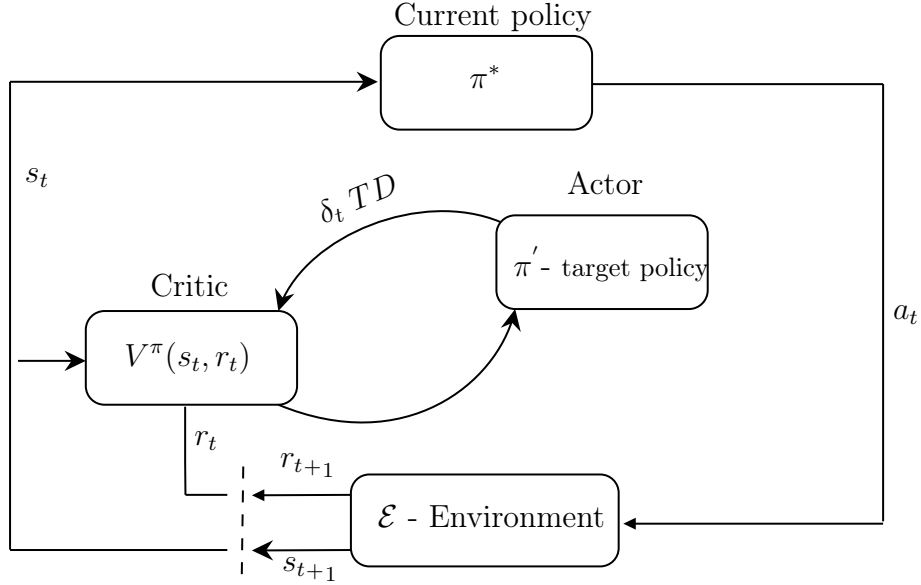 Current policy
π*
s_t
Actor
δ_t TD
π′- target policy
Critic
a_t
V^π(s_t, r_t)
r_t
r_{t+1}
ℰ - Environment
s_{t+1}